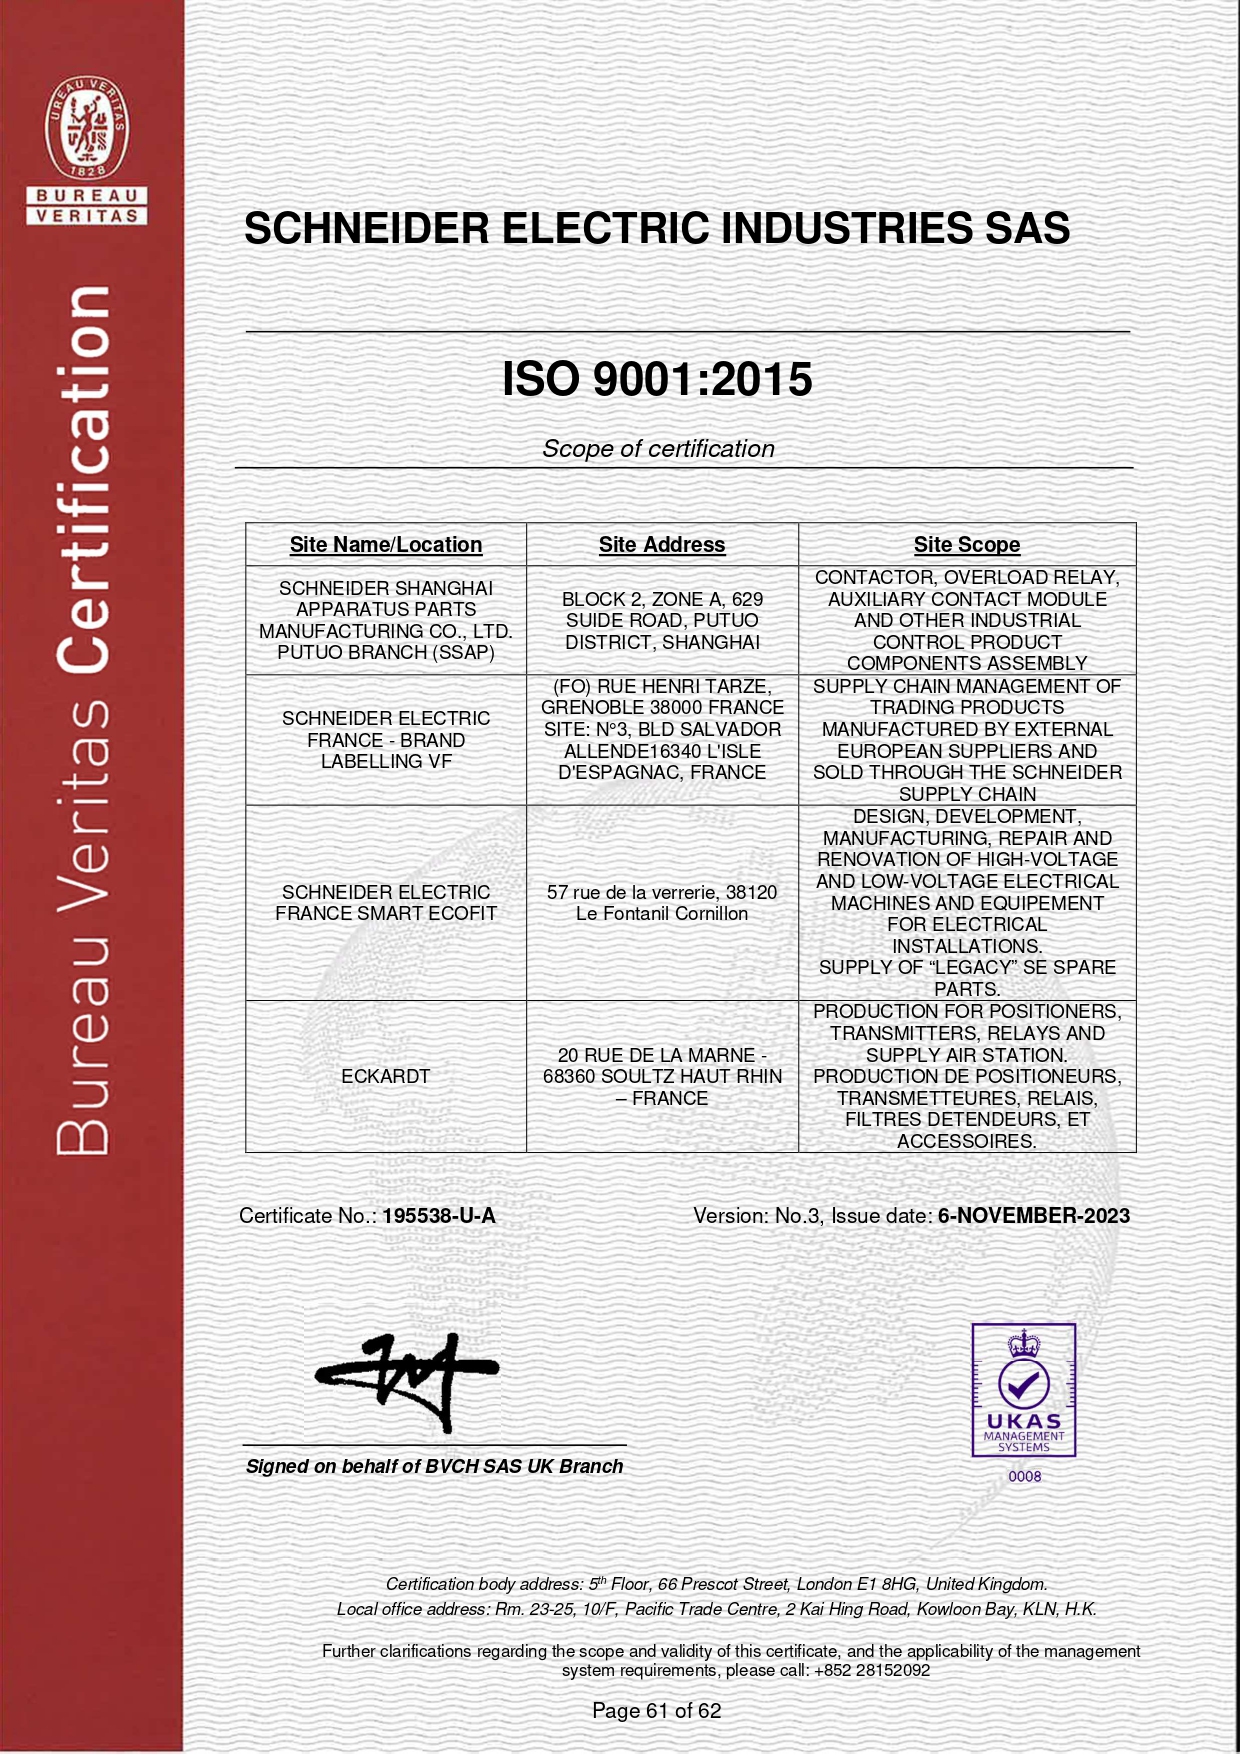 BUREAU VERITAS
1828
BUREAU
VERITAS
Bureau Veritas Certification
SCHNEIDER ELECTRIC INDUSTRIES SAS
ISO 9001:2015
Scope of certification
Site Name/Location
Site Address
Site Scope
SCHNEIDER SHANGHAI
APPARATUS PARTS
MANUFACTURING CO., LTD.
PUTUO BRANCH (SSAP)
BLOCK 2, ZONE A, 629
SUIDE ROAD, PUTUO
DISTRICT, SHANGHAI
CONTACTOR, OVERLOAD RELAY,
AUXILIARY CONTACT MODULE
AND OTHER INDUSTRIAL
CONTROL PRODUCT
COMPONENTS ASSEMBLY
SCHNEIDER ELECTRIC
FRANCE - BRAND
LABELLING VF
(FO) RUE HENRI TARZE,
GRENOBLE 38000 FRANCE
SITE: N°3, BLD SALVADOR
ALLENDE16340 L'ISLE
D'ESPAGNAC, FRANCE
SUPPLY CHAIN MANAGEMENT OF
TRADING PRODUCTS
MANUFACTURED BY EXTERNAL
EUROPEAN SUPPLIERS AND
SOLD THROUGH THE SCHNEIDER
SUPPLY CHAIN
SCHNEIDER ELECTRIC
FRANCE SMART ECOFIT
57 rue de la verrerie, 38120
Le Fontanil Cornillon
DESIGN, DEVELOPMENT,
MANUFACTURING, REPAIR AND
RENOVATION OF HIGH-VOLTAGE
AND LOW-VOLTAGE ELECTRICAL
MACHINES AND EQUIPEMENT
FOR ELECTRICAL
INSTALLATIONS.
SUPPLY OF “LEGACY” SE SPARE
PARTS.
ECKARDT
20 RUE DE LA MARNE -
68360 SOULTZ HAUT RHIN
– FRANCE
PRODUCTION FOR POSITIONERS,
TRANSMITTERS, RELAYS AND
SUPPLY AIR STATION.
PRODUCTION DE POSITIONEURS,
TRANSMETTEURES, RELAIS,
FILTRES DETENDEURS, ET
ACCESSOIRES.
Certificate No.: 195538-U-A
Version: No.3, Issue date: 6-NOVEMBER-2023
Signed on behalf of BVCH SAS UK Branch
UKAS
MANAGEMENT
SYSTEMS
0008
Certification body address: 5th Floor, 66 Prescot Street, London E1 8HG, United Kingdom.
Local office address: Rm. 23-25, 10/F, Pacific Trade Centre, 2 Kai Hing Road, Kowloon Bay, KLN, H.K.
Further clarifications regarding the scope and validity of this certificate, and the applicability of the management
system requirements, please call: +852 28152092
Page 61 of 62